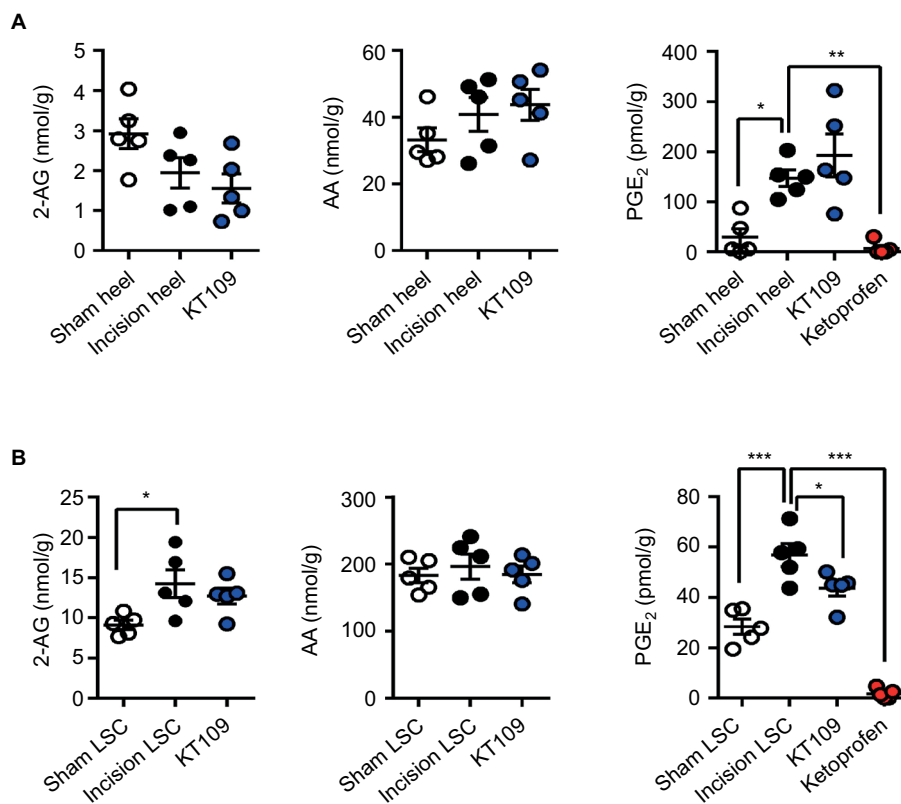 A
2-AG (nmol/g)
5
4
3
2
1
0
Sham heel
Incision heel
KT109
AA (nmol/g)
60
40
20
0
Sham heel
Incision heel
KT109
PGE₂ (pmol/g)
400
300
200
100
0
*
**
Sham heel
Incision heel
KT109
Ketoprofen
B
2-AG (nmol/g)
25
20
15
10
5
0
*
Sham LSC
Incision LSC
KT109
AA (nmol/g)
300
200
100
0
Sham LSC
Incision LSC
KT109
PGE₂ (pmol/g)
80
60
40
20
0
***
***
*
Sham LSC
Incision LSC
KT109
Ketoprofen